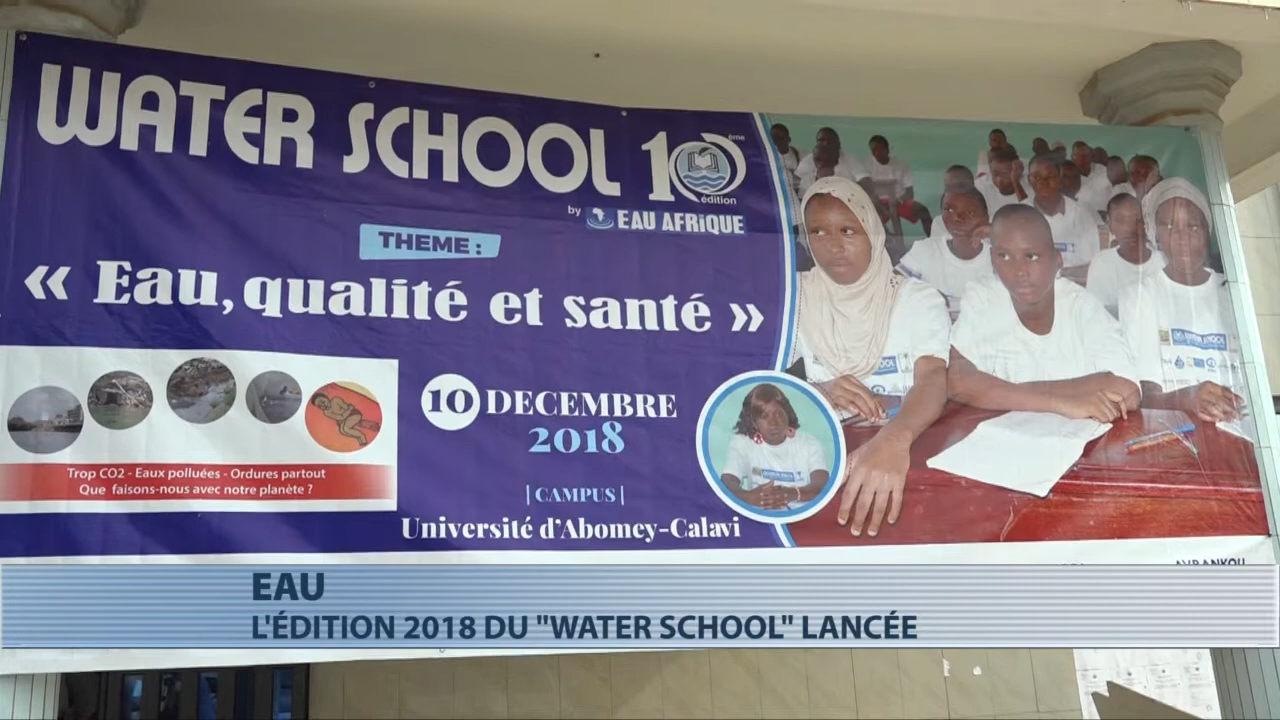 WATER SCHOOL 10ème
édition
by EAU AFRIQUE
THEME :
« Eau, qualité et santé »
10 DECEMBRE
2018
| CAMPUS |
Université d'Abomey-Calavi
Trop CO2 - Eaux polluées - Ordures partout
Que faisons-nous avec notre planète ?
EAU
L'ÉDITION 2018 DU "WATER SCHOOL" LANCÉE